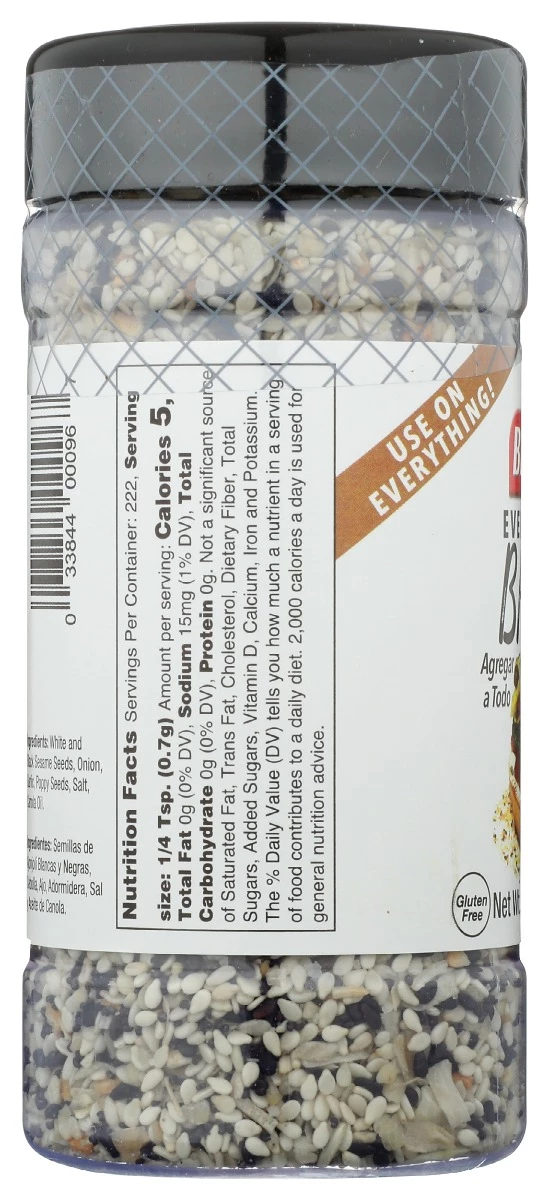 Nutrition Facts Servings Per Container: 222, Serving
size: 1/4 Tsp. (0.7g) Amount per serving: Calories 5,
Total Fat 0g (0% DV), Sodium 15mg (1% DV), Total
Carbohydrate 0g (0% DV), Protein 0g. Not a significant source
of Saturated Fat, Trans Fat, Cholesterol, Dietary Fiber, Total
Sugars, Added Sugars, Vitamin D, Calcium, Iron and Potassium.
The % Daily Value (DV) tells you how much a nutrient in a serving
of food contributes to a daily diet. 2,000 calories a day is used for
general nutrition advice.
0 33844 00096
USE ON
EVERYTHING!
Agregar
a Todo
Gluten
Free
Net
White and
Sesame Seeds, Onion,
Poppy Seeds, Salt,
Oil.
Semillas de
Blancas y Negras,
Ajo, Adormidera, Sal
Aceite de Canola.